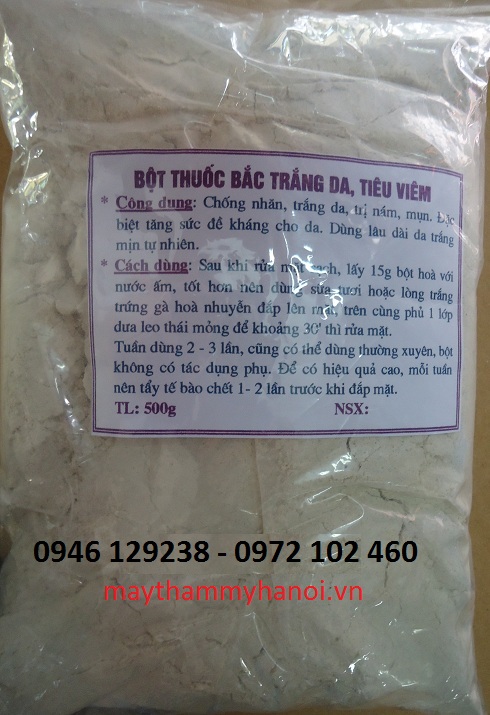 BỘT THUỐC BẮC TRẮNG DA, TIÊU VIÊM
* Công dụng: Chống nhăn, trắng da, trị nám, mụn. Đặc
biệt tăng sức đề kháng cho da. Dùng lâu dài da trắng
mịn tự nhiên.
* Cách dùng: Sau khi rửa mặt sạch, lấy 15g bột hoà với
nước ấm, tốt hơn nên dùng sữa tươi hoặc lòng trắng
trứng gà hoà nhuyễn đắp lên mặt, trên cùng phủ 1 lớp
dưa leo thái mỏng để khoảng 30' thì rửa mặt.
Tuần dùng 2 - 3 lần, cũng có thể dùng thường xuyên, bột
không có tác dụng phụ. Để có hiệu quả cao, mỗi tuần
nên tẩy tế bào chết 1- 2 lần trước khi đắp mặt.
TL: 500g NSX:
0946 129238 - 0972 102 460
maythammyhanoi.vn